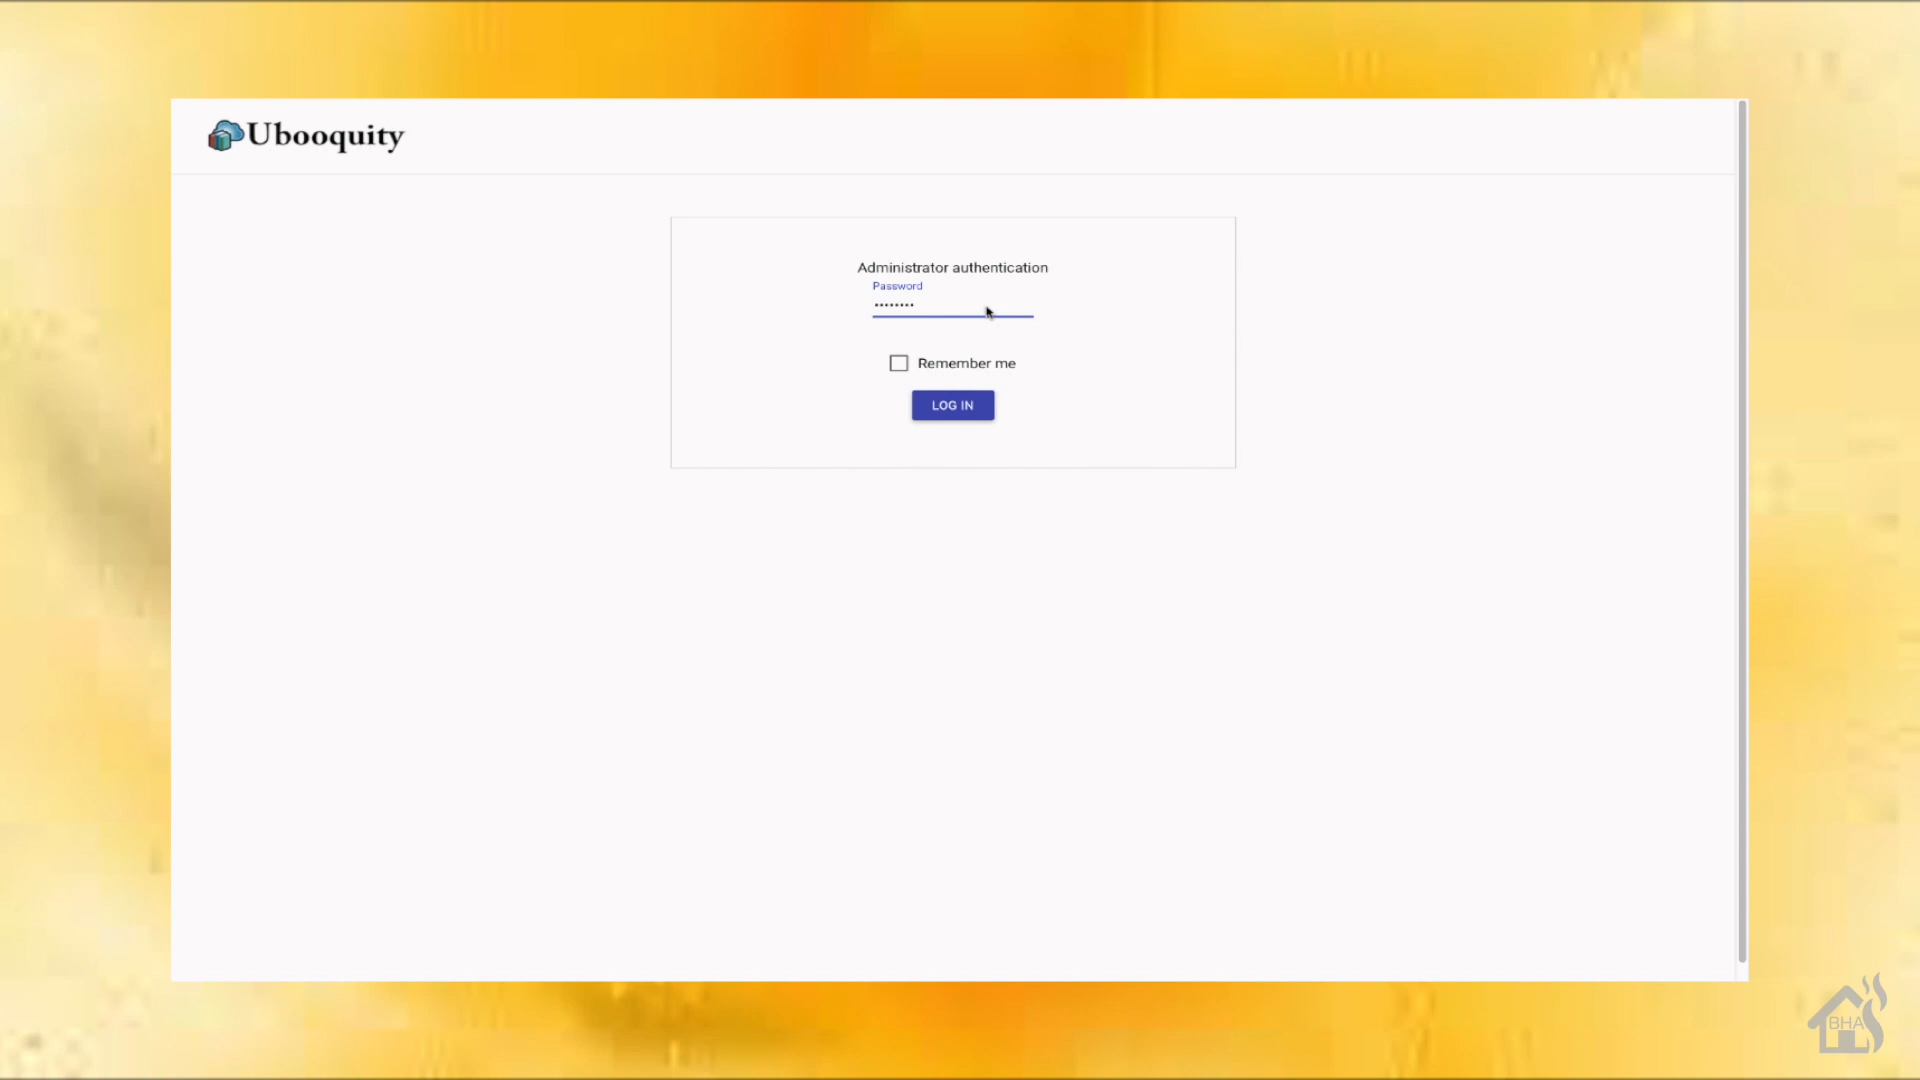 Ubooquity
Administrator authentication
Password
••••••••
Remember me
LOG IN
BHA